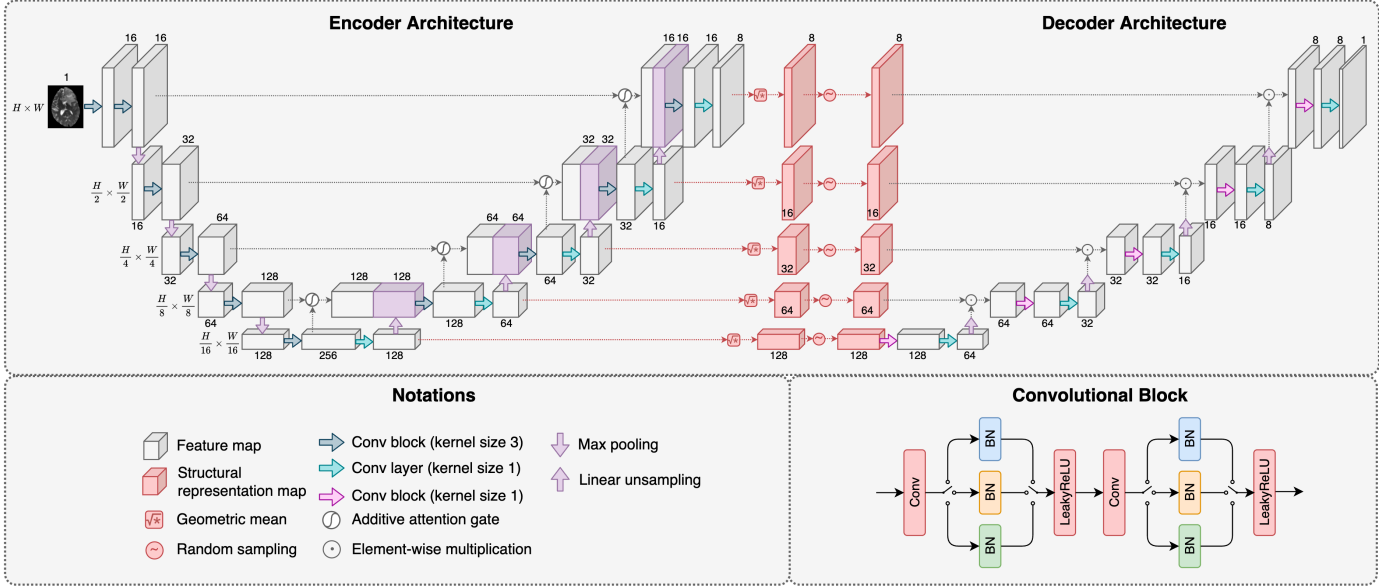 Encoder Architecture
Decoder Architecture
16 16
16 16 16 8
8
8
8 8 1
1
H × W
√*
~
32
32 32
H/2 × W/2
16
32
16
√*
16
~
16
16
16
8
64
64 64
H/4 × W/4
32
64
32
√*
32
~
32
32
32
16
128
128 128
H/8 × W/8
64
128
64
√*
64
~
64
64
64
32
H/16 × W/16
128
256
128
√*
128
~
128
128
64
Notations
Feature map
Structural
representation map
√* Geometric mean
~ Random sampling
Conv block (kernel size 3)
Conv layer (kernel size 1)
Conv block (kernel size 1)
∫ Additive attention gate
Element-wise multiplication
Max pooling
Linear unsampling
Convolutional Block
Conv
BN
BN
BN
LeakyReLU
Conv
BN
BN
BN
LeakyReLU